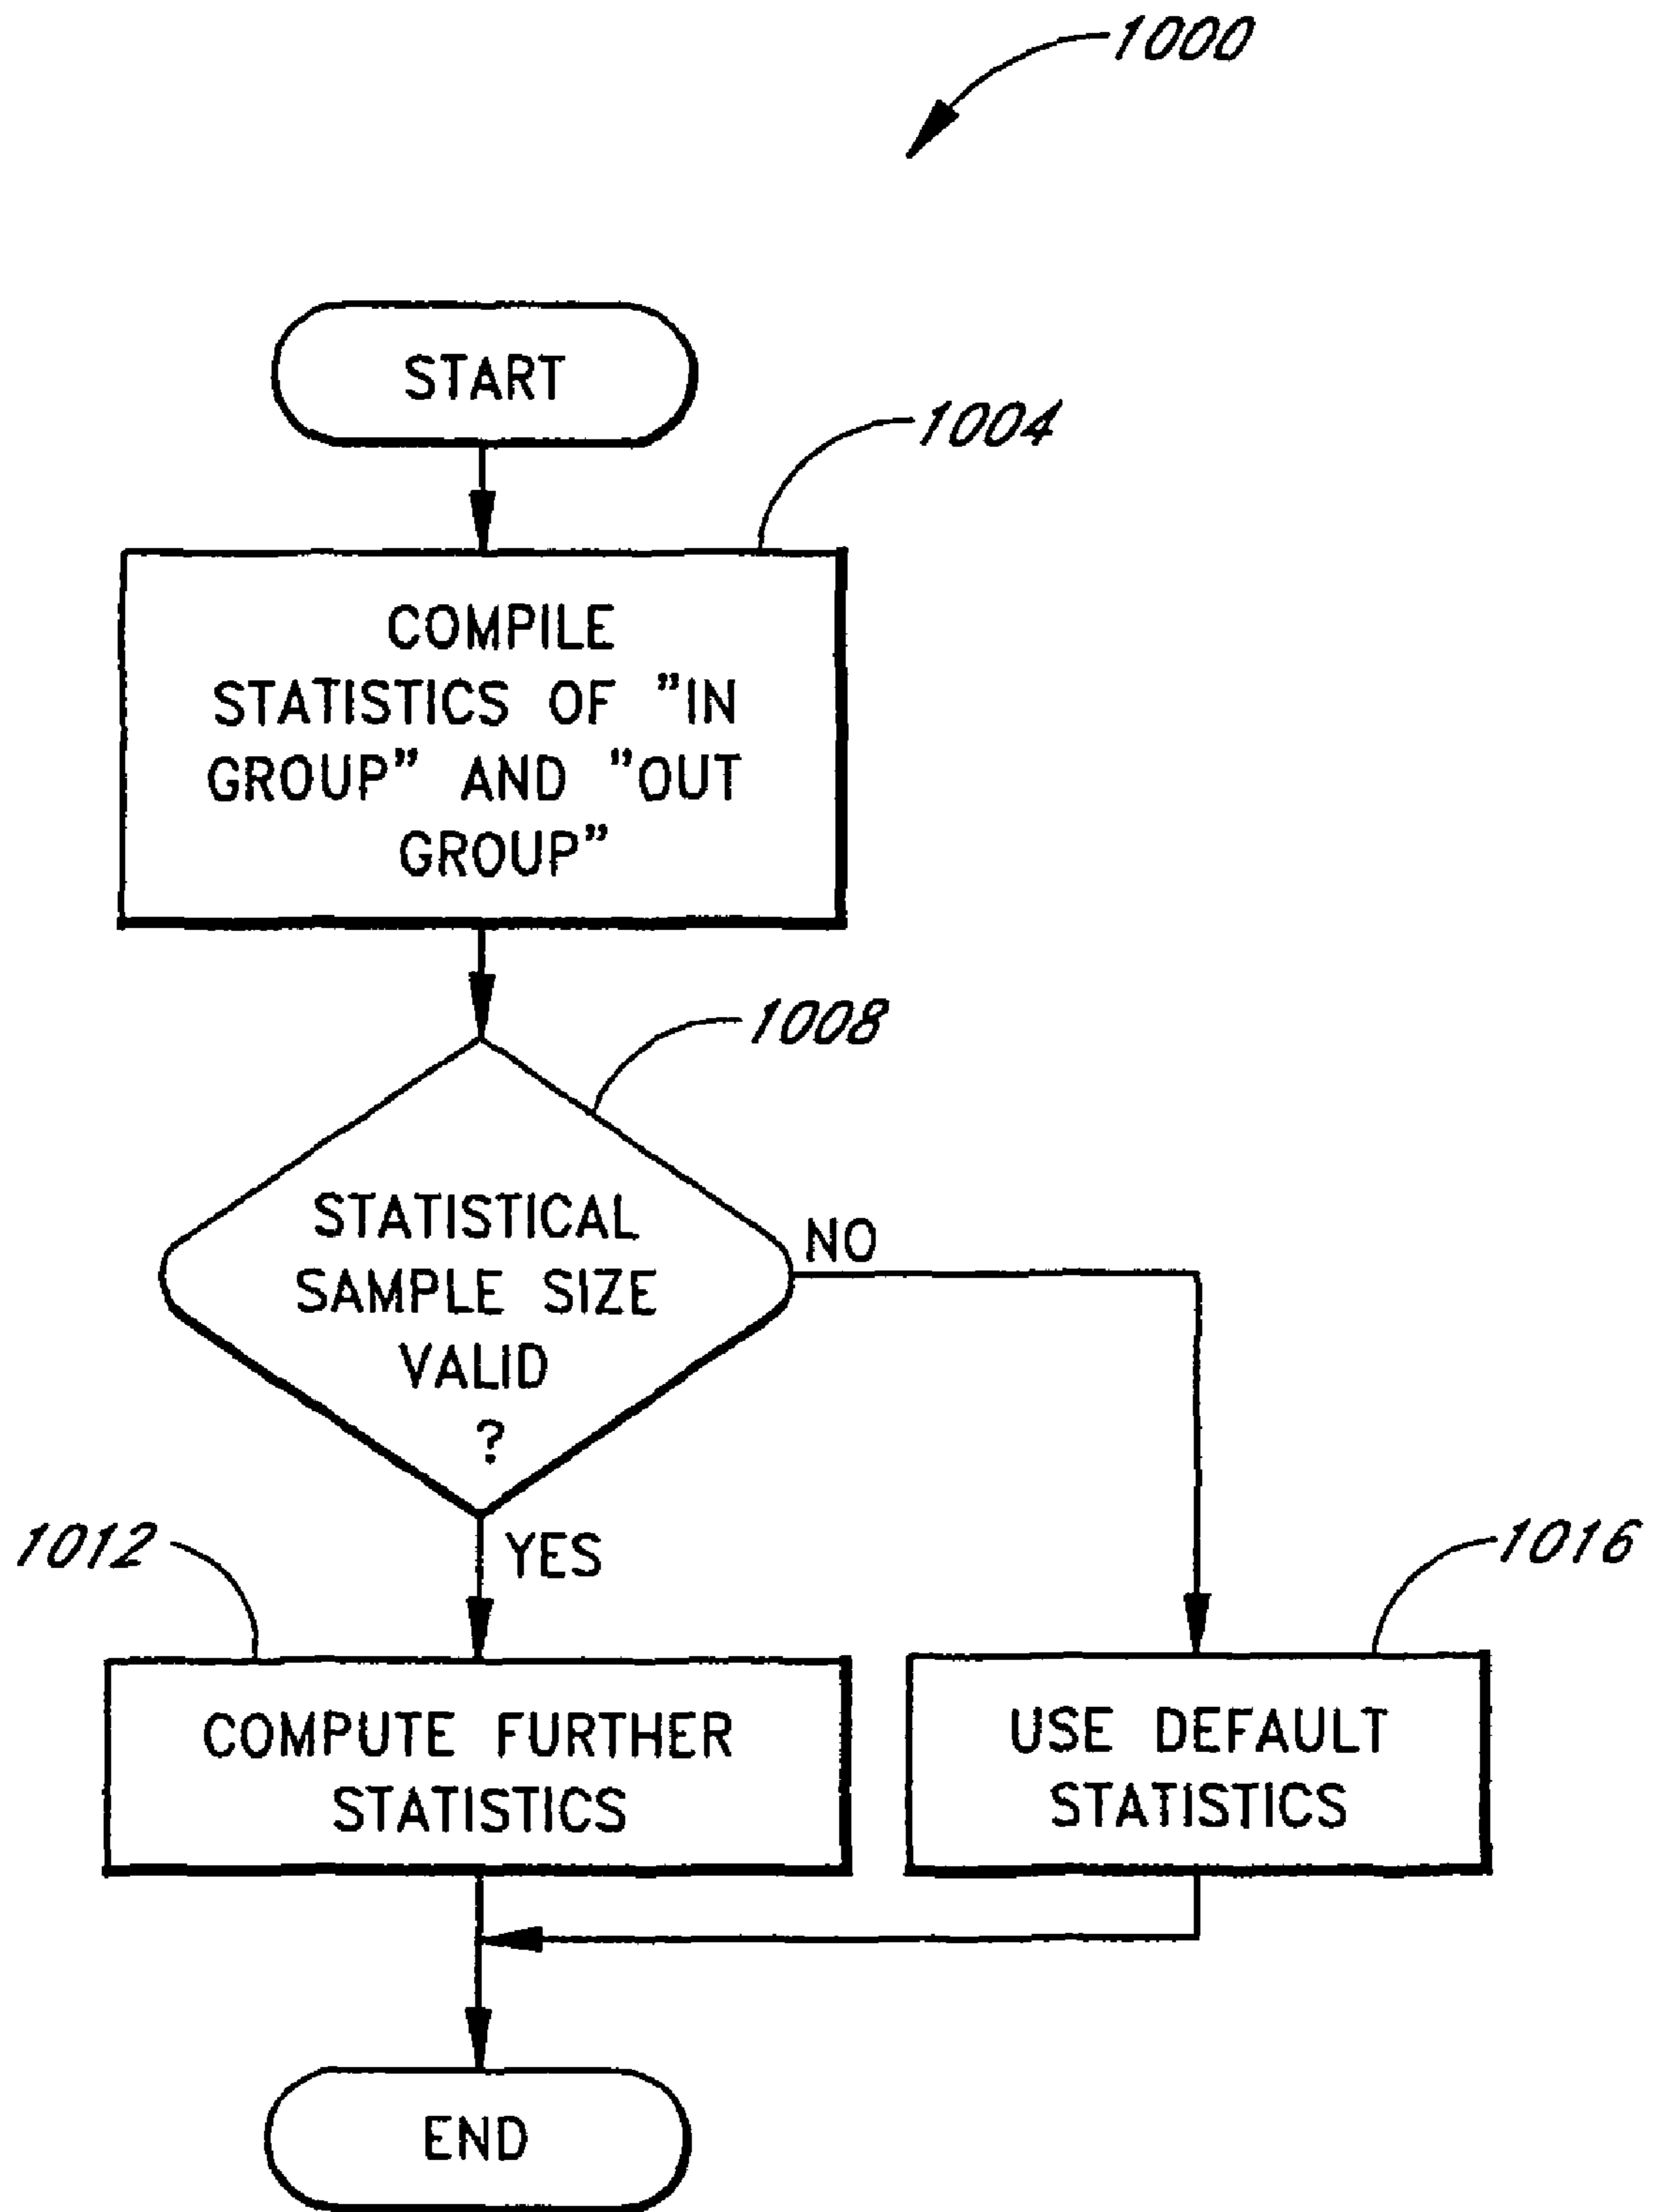 1000
START
1004
COMPILE
STATISTICS OF "IN
GROUP" AND "OUT
GROUP"
1008
STATISTICAL
SAMPLE SIZE
VALID
?
NO
YES
1012
1016
COMPUTE FURTHER
STATISTICS
USE DEFAULT
STATISTICS
END